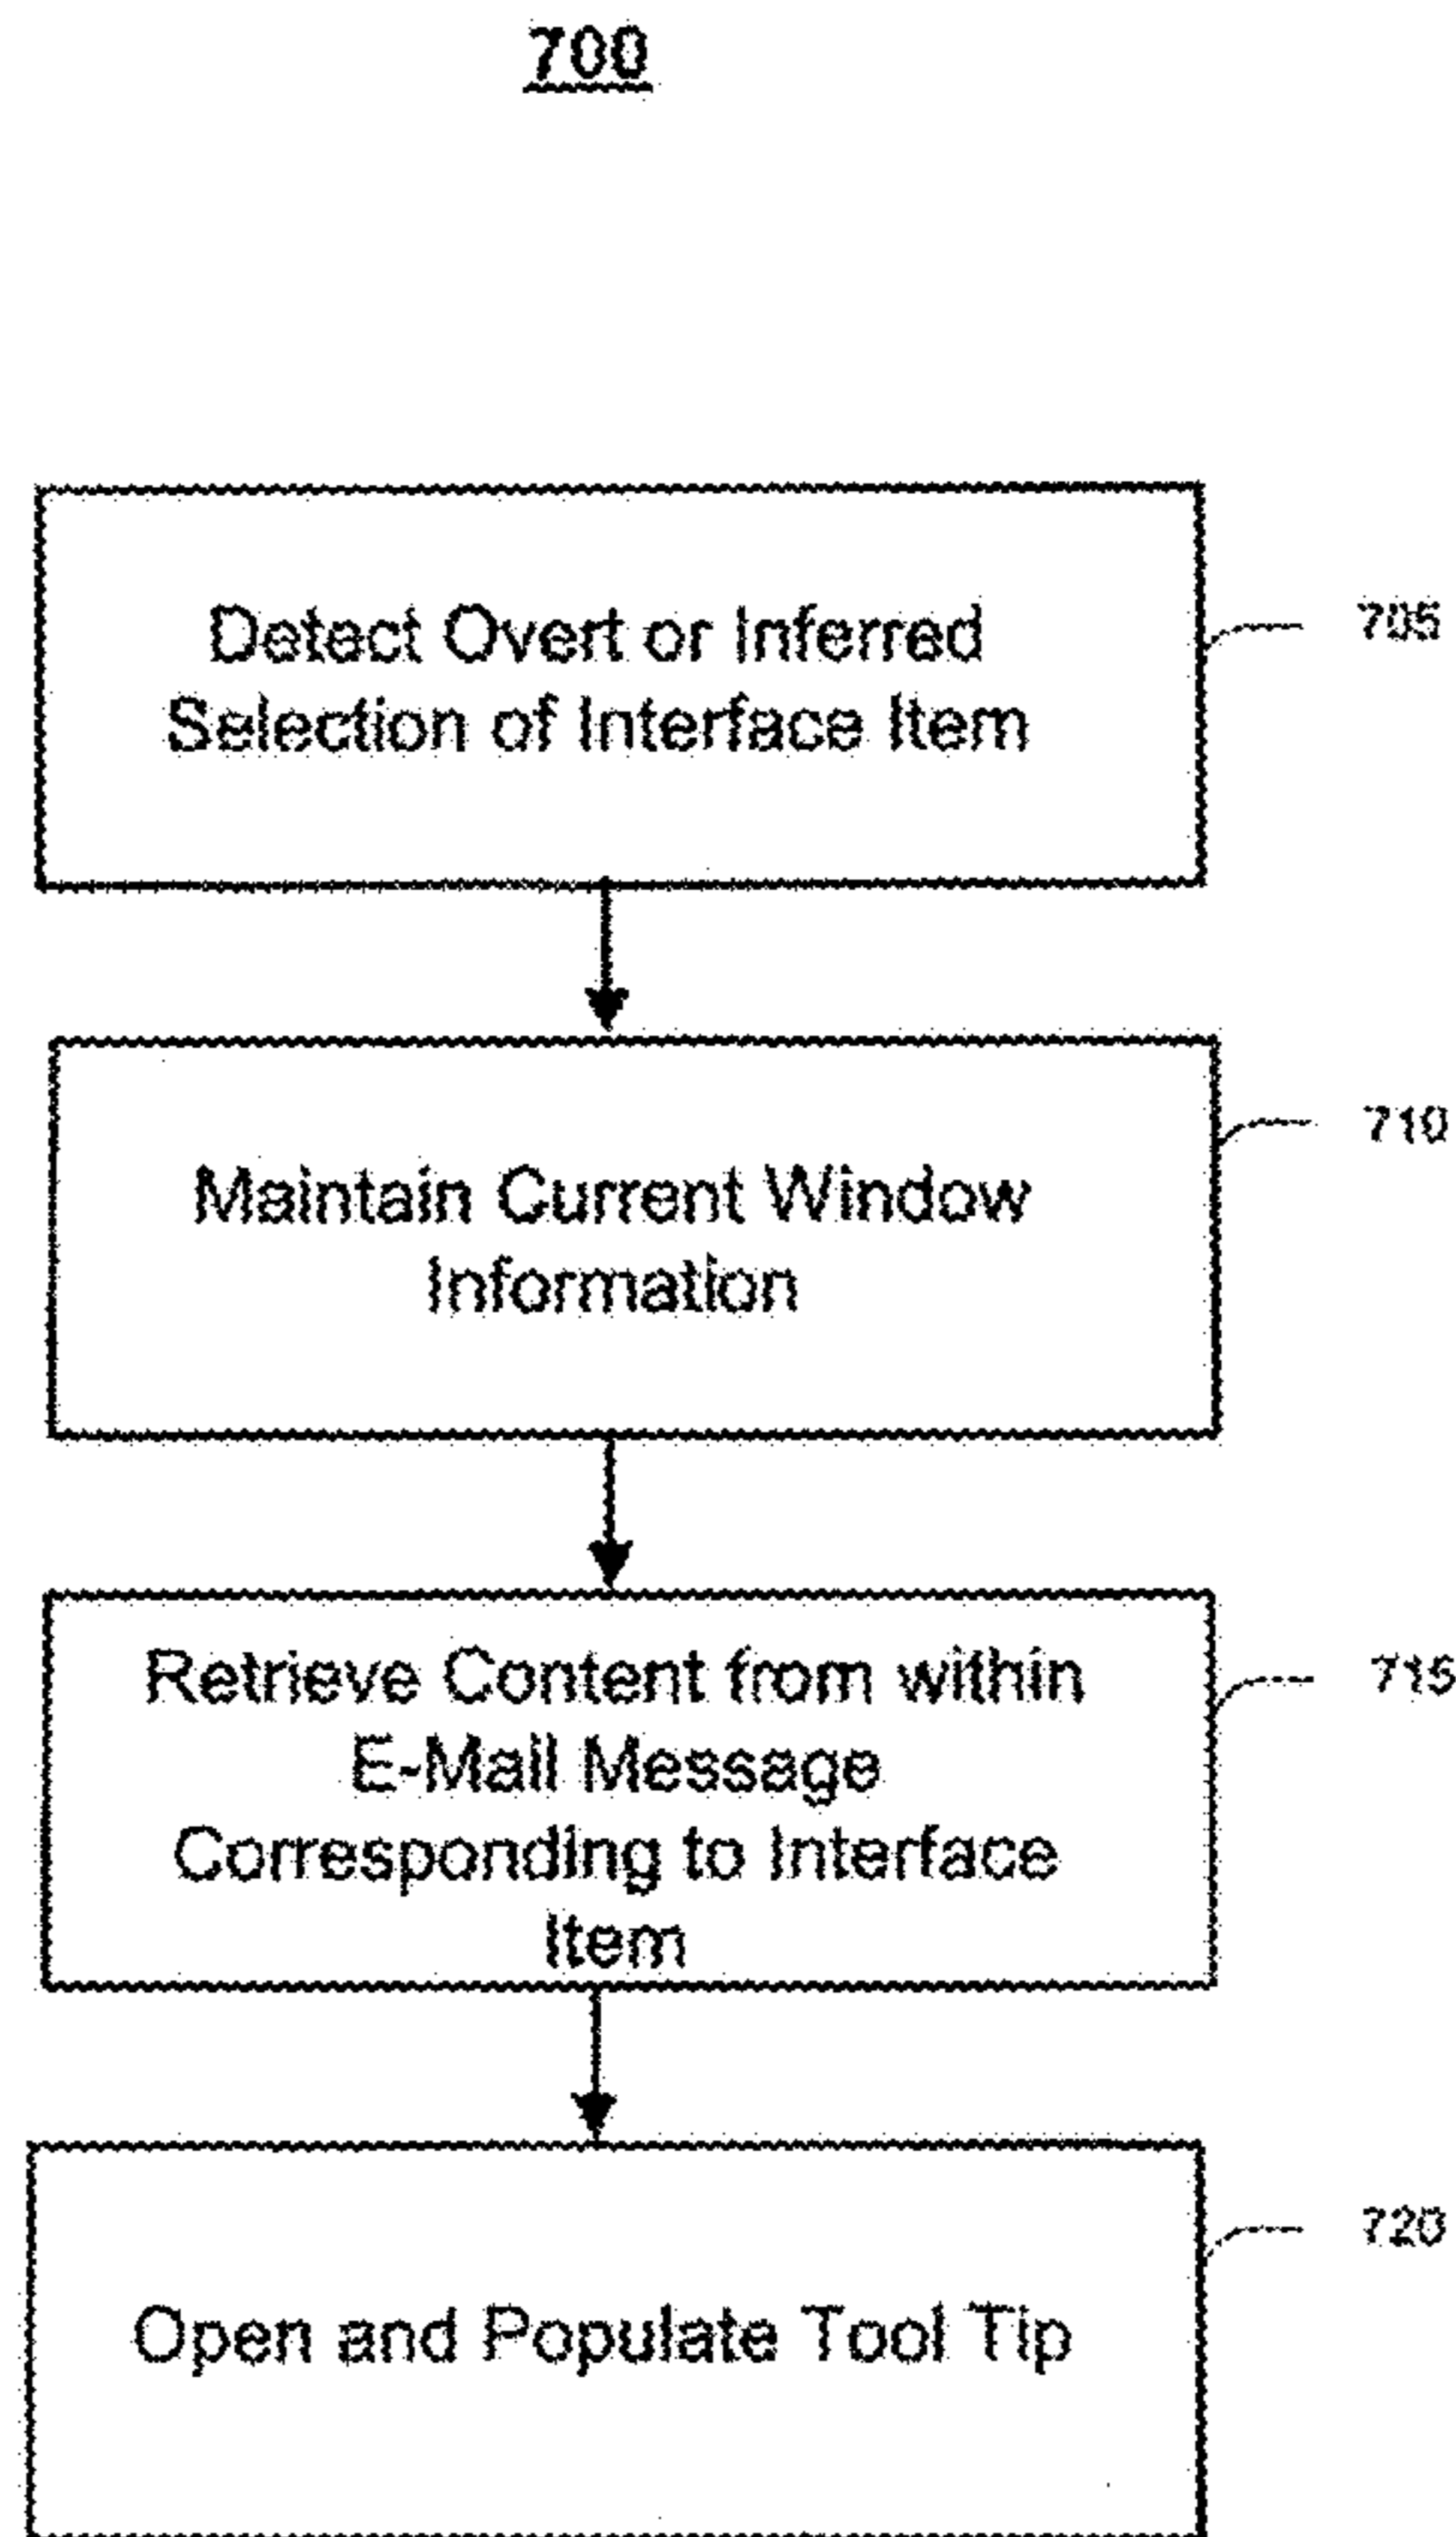 700
Detect Overt or Inferred
Selection of Interface Item
705
Maintain Current Window
Information
710
Retrieve Content from within
E-Mail Message
Corresponding to Interface
Item
715
Open and Populate Tool Tip
720